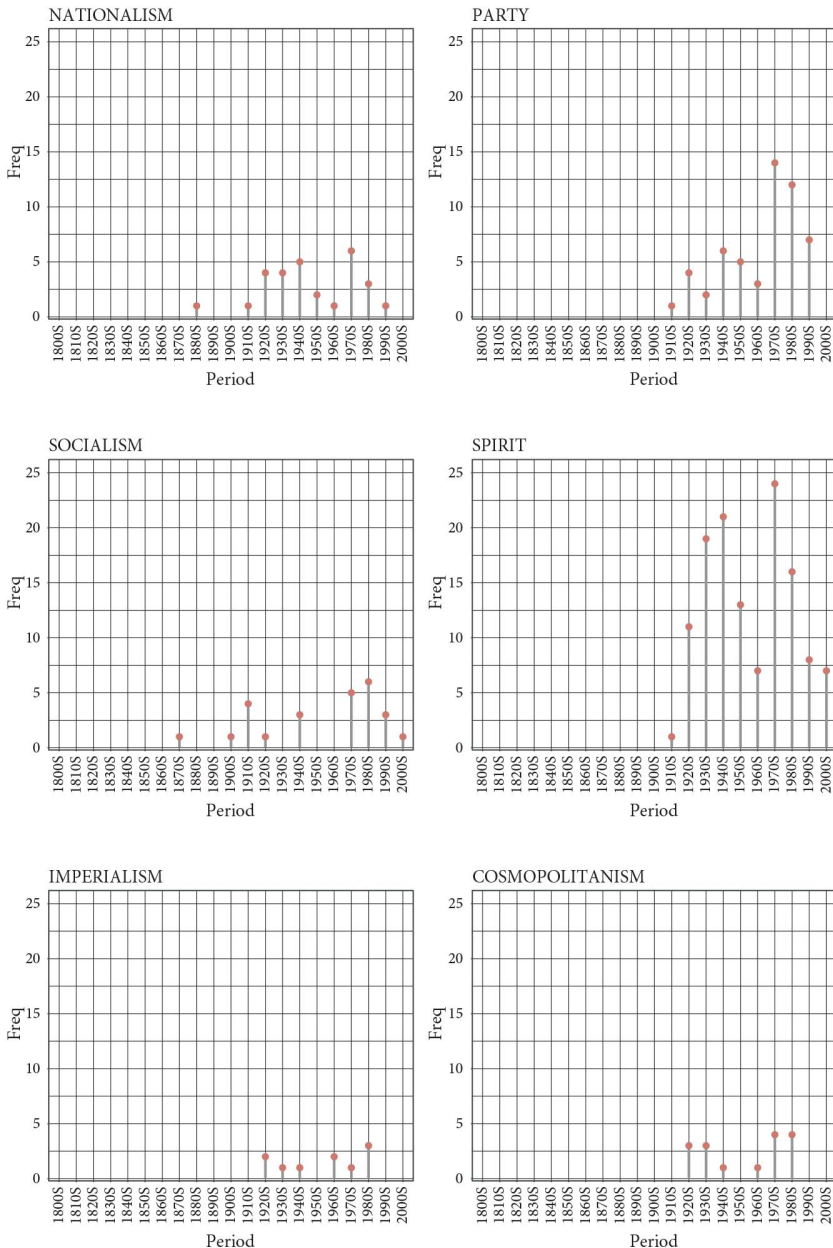 NATIONALISM
25
20
15
10
5
0
Freq
1800S 1810S 1820S 1830S 1840S 1850S 1860S 1870S 1880S 1890S 1900S 1910S 1920S 1930S 1940S 1950S 1960S 1970S 1980S 1990S 2000S
Period
PARTY
25
20
15
10
5
0
Freq
1800S 1810S 1820S 1830S 1840S 1850S 1860S 1870S 1880S 1890S 1900S 1910S 1920S 1930S 1940S 1950S 1960S 1970S 1980S 1990S 2000S
Period
SOCIALISM
25
20
15
10
5
0
Freq
1800S 1810S 1820S 1830S 1840S 1850S 1860S 1870S 1880S 1890S 1900S 1910S 1920S 1930S 1940S 1950S 1960S 1970S 1980S 1990S 2000S
Period
SPIRIT
25
20
15
10
5
0
Freq
1800S 1810S 1820S 1830S 1840S 1850S 1860S 1870S 1880S 1890S 1900S 1910S 1920S 1930S 1940S 1950S 1960S 1970S 1980S 1990S 2000S
Period
IMPERIALISM
25
20
15
10
5
0
Freq
1800S 1810S 1820S 1830S 1840S 1850S 1860S 1870S 1880S 1890S 1900S 1910S 1920S 1930S 1940S 1950S 1960S 1970S 1980S 1990S 2000S
Period
COSMOPOLITANISM
25
20
15
10
5
0
Freq
1800S 1810S 1820S 1830S 1840S 1850S 1860S 1870S 1880S 1890S 1900S 1910S 1920S 1930S 1940S 1950S 1960S 1970S 1980S 1990S 2000S
Period